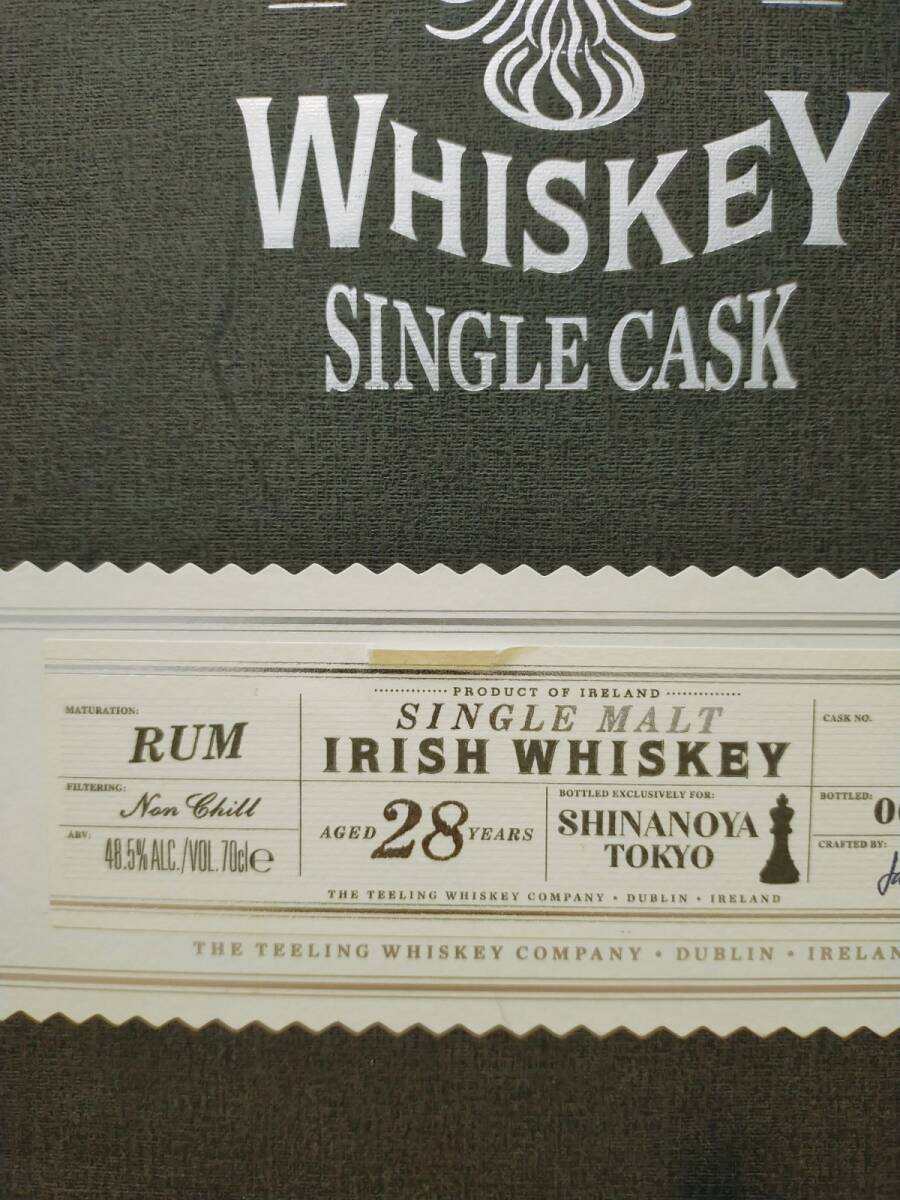 WHISKEY
SINGLE CASK
PRODUCT OF IRELAND
SINGLE MALT
IRISH WHISKEY
MATURATION:
RUM
FILTERING:
Non Chill
ABV:
48.5% ALC./VOL. 70cl e
AGED 28 YEARS
BOTTLED EXCLUSIVELY FOR:
SHINANOYA
TOKYO
CASK NO.
BOTTLED:
CRAFTED BY:
THE TEELING WHISKEY COMPANY • DUBLIN • IRELAND
THE TEELING WHISKEY COMPANY • DUBLIN • IRELAN